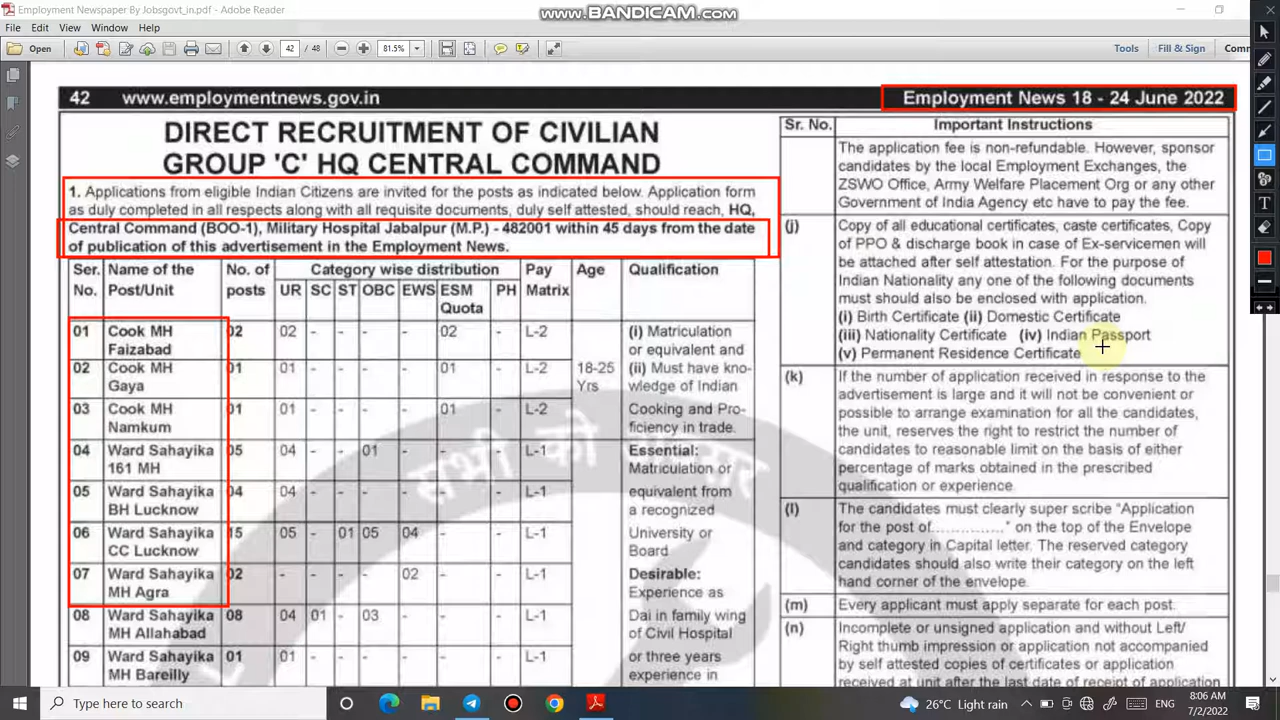 Employment Newspaper By Jobsgovt_in.pdf - Adobe Reader
www.BANDICAM.com
File Edit View Window Help
Open 42 / 48 81.5% Tools Fill & Sign Comm
42 www.employmentnews.gov.in Employment News 18 - 24 June 2022
DIRECT RECRUITMENT OF CIVILIAN
GROUP 'C' HQ CENTRAL COMMAND
1. Applications from eligible Indian Citizens are invited for the posts as indicated below. Application form
as duly completed in all respects along with all requisite documents, duly self attested, should reach, HQ,
Central Command (BOO-1), Military Hospital Jabalpur (M.P.) - 482001 within 45 days from the date
of publication of this advertisement in the Employment News.
Ser. Name of the No. of Category wise distribution Pay Age Qualification
No. Post/Unit posts UR SC ST OBC EWS ESM PH Matrix
Quota
01 Cook MH 02 02 - - - - 02 - L-2 (i) Matriculation
Faizabad or equivalent and
02 Cook MH 01 01 - - - - 01 - L-2 18-25 (ii) Must have kno-
Gaya Yrs wledge of Indian
03 Cook MH 01 01 - - - - 01 - L-2 Cooking and Pro-
Namkum ficiency in trade.
04 Ward Sahayika 05 04 - - 01 - - - L-1 Essential:
161 MH Matriculation or
05 Ward Sahayika 04 04 - - - - - - L-1 equivalent from
BH Lucknow a recognized
06 Ward Sahayika 15 05 - 01 05 04 - - L-1 University or
CC Lucknow Board
07 Ward Sahayika 02 - - - - 02 - - L-1 Desirable:
MH Agra Experience as
08 Ward Sahayika 08 04 01 - 03 - - - L-1 Dai in family wing
MH Allahabad of Civil Hospital
09 Ward Sahayika 01 01 - - - - - - L-1 or three years
MH Bareilly experience in
Sr. No. Important Instructions
The application fee is non-refundable. However, sponsor
candidates by the local Employment Exchanges, the
ZSWO Office, Army Welfare Placement Org or any other
Government of India Agency etc have to pay the fee.
(j) Copy of all educational certificates, caste certificates, Copy
of PPO & discharge book in case of Ex-servicemen will
be attached after self attestation. For the purpose of
Indian Nationality any one of the following documents
must should also be enclosed with application.
(i) Birth Certificate (ii) Domestic Certificate
(iii) Nationality Certificate (iv) Indian Passport
(v) Permanent Residence Certificate
(k) If the number of application received in response to the
advertisement is large and it will not be convenient or
possible to arrange examination for all the candidates,
the unit, reserves the right to restrict the number of
candidates to reasonable limit on the basis of either
percentage of marks obtained in the prescribed
qualification or experience.
(l) The candidates must clearly super scribe "Application
for the post of..............." on the top of the Envelope
and category in Capital letter. The reserved category
candidates should also write their category on the left
hand corner of the envelope.
(m) Every applicant must apply separate for each post.
(n) Incomplete or unsigned application and without Left/
Right thumb impression or application not accompanied
by self attested copies of certificates or application
received at unit after the last date of receipt of application
Type here to search 26°C Light rain ENG 8:06 AM
7/2/2022